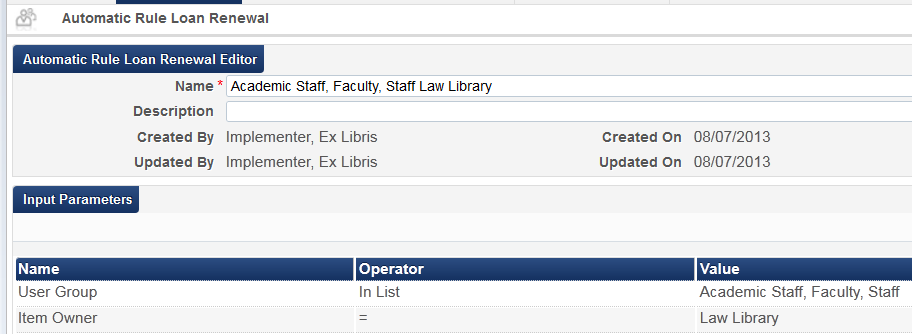 Automatic Rule Loan Renewal
Automatic Rule Loan Renewal Editor
Name * Academic Staff, Faculty, Staff Law Library
Description
Created By Implementer, Ex Libris Created On 08/07/2013
Updated By Implementer, Ex Libris Updated On 08/07/2013
Input Parameters
Name Operator Value
User Group In List Academic Staff, Faculty, Staff
Item Owner = Law Library